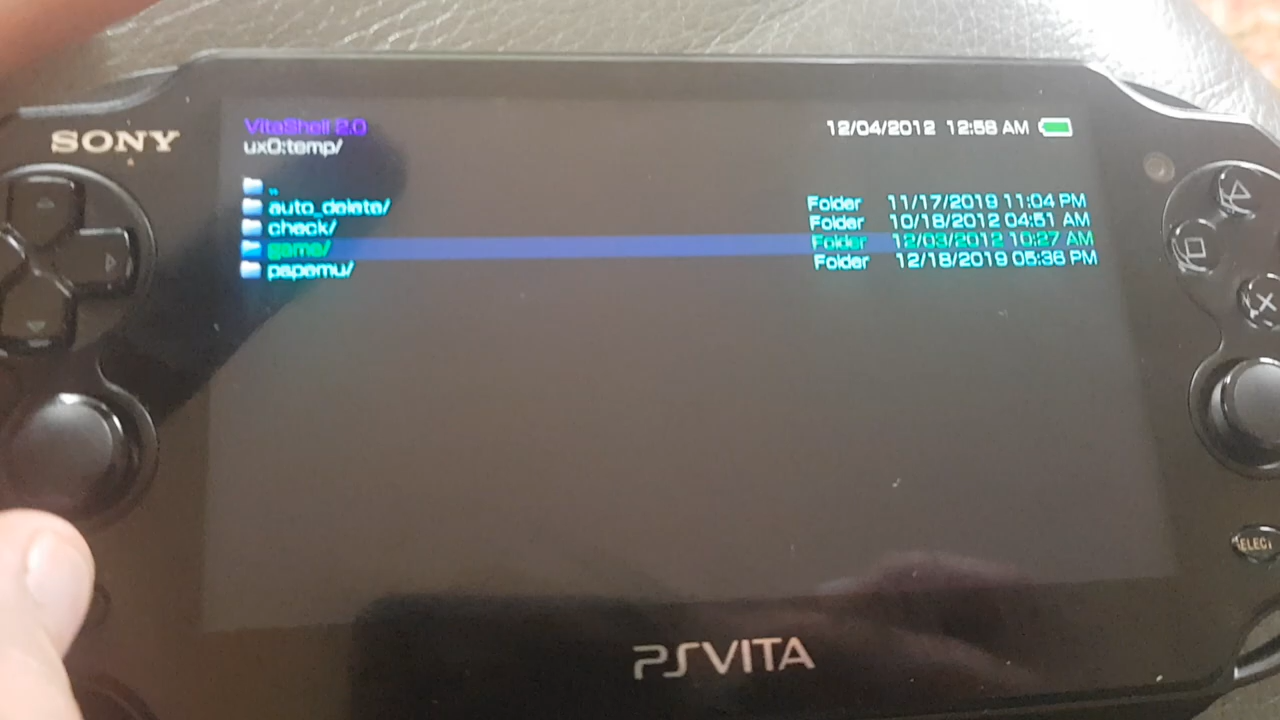 SONY
VitaShell 2.0 12/04/2012 12:58 AM
ux0:temp/
..
auto_delete/ Folder 11/17/2019 11:04 PM
check/ Folder 10/18/2012 04:51 AM
game/ Folder 12/03/2012 10:27 AM
papamu/ Folder 12/18/2019 05:36 PM
SELECT
PSVITA